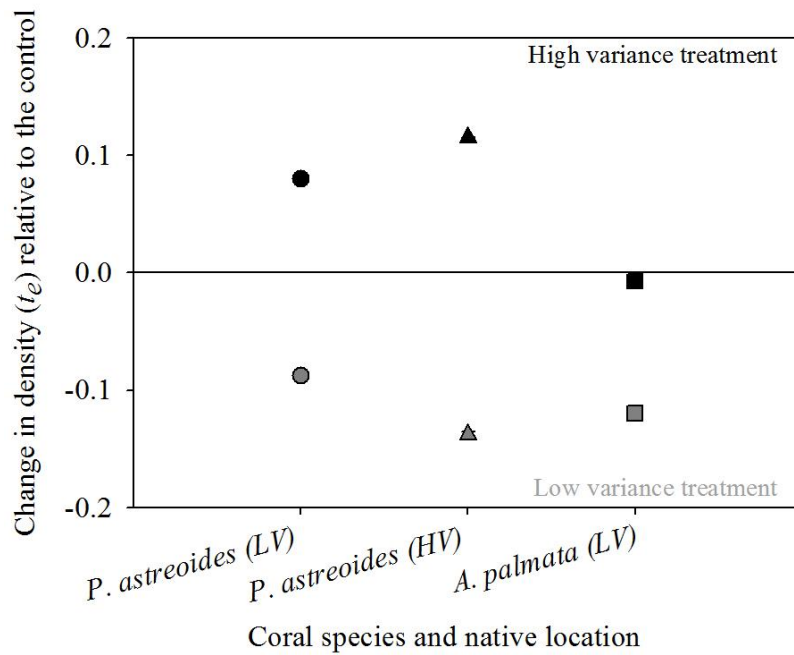 Change in density (te) relative to the control
0.2
0.1
0.0
-0.1
-0.2
High variance treatment
Low variance treatment
P. astreoides (LV)
P. astreoides (HV)
A. palmata (LV)
Coral species and native location